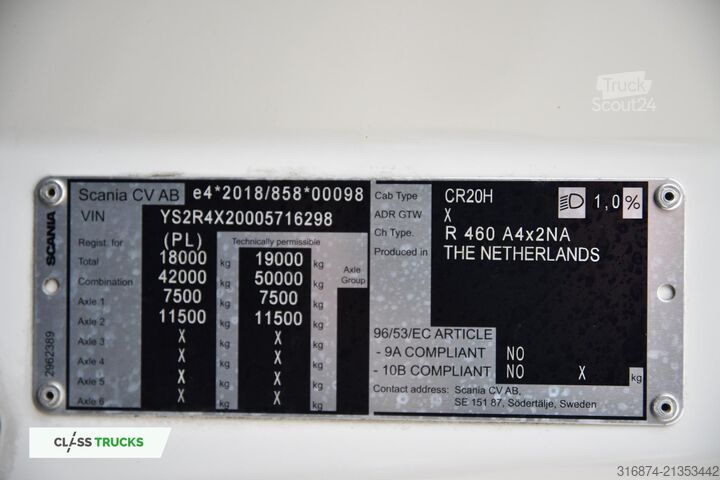 Truck
Scout24
Scania CV AB e4*2018/858*00098
VIN YS2R4X20005716298
Regist. for (PL) Technically permissible
Total 18000 kg 19000 kg Axle Group
Combination 42000 kg 50000 kg
Axle 1 7500 kg 7500 kg
Axle 2 11500 kg 11500 kg
Axle 3 X kg X kg
Axle 4 X kg X kg
Axle 5 X kg X kg
Axle 6 X kg X kg
SCANIA
2962389
Cab Type CR20H 1,0%
ADR GTW X
Ch. Type. R 460 A4x2NA
Produced in THE NETHERLANDS
96/53/EC ARTICLE
- 9A COMPLIANT NO
- 10B COMPLIANT NO X kg
Contact address: Scania CV AB,
SE 151 87, Södertälje, Sweden
CLASSTRUCKS
316874-21353442